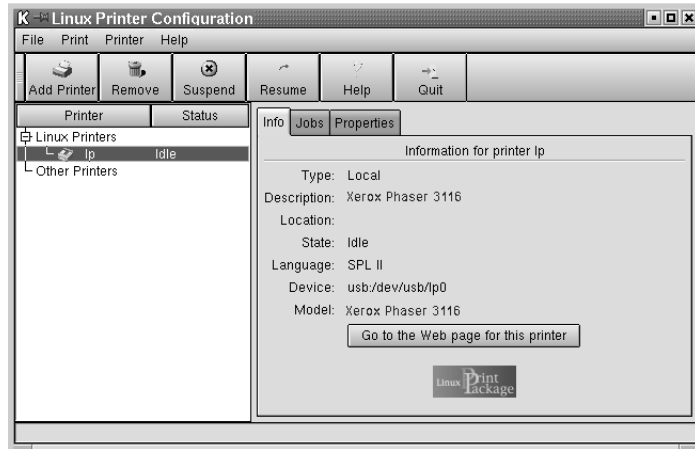 Linux Printer Configuration
File Print Printer Help
Add Printer Remove Suspend Resume Help Quit
Printer Status
Linux Printers
lp Idle
Other Printers
Info Jobs Properties
Information for printer lp
Type: Local
Description: Xerox Phaser 3116
Location:
State: Idle
Language: SPL II
Device: usb:/dev/usb/lp0
Model: Xerox Phaser 3116
Go to the Web page for this printer
Linux Print Package